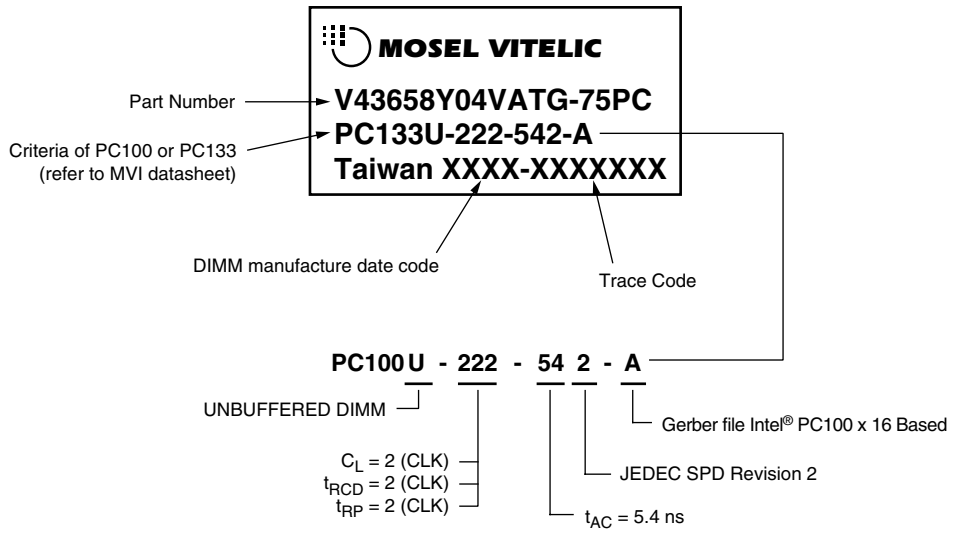 MOSEL VITELIC
Part Number
V43658Y04VATG-75PC
Criteria of PC100 or PC133
(refer to MVI datasheet)
PC133U-222-542-A
Taiwan XXXX-XXXXXXX
DIMM manufacture date code
Trace Code
PC100 U - 222 - 54 2 - A
UNBUFFERED DIMM
Gerber file Intel® PC100 x 16 Based
CL = 2 (CLK)
tRCD = 2 (CLK)
tRP = 2 (CLK)
JEDEC SPD Revision 2
tAC = 5.4 ns